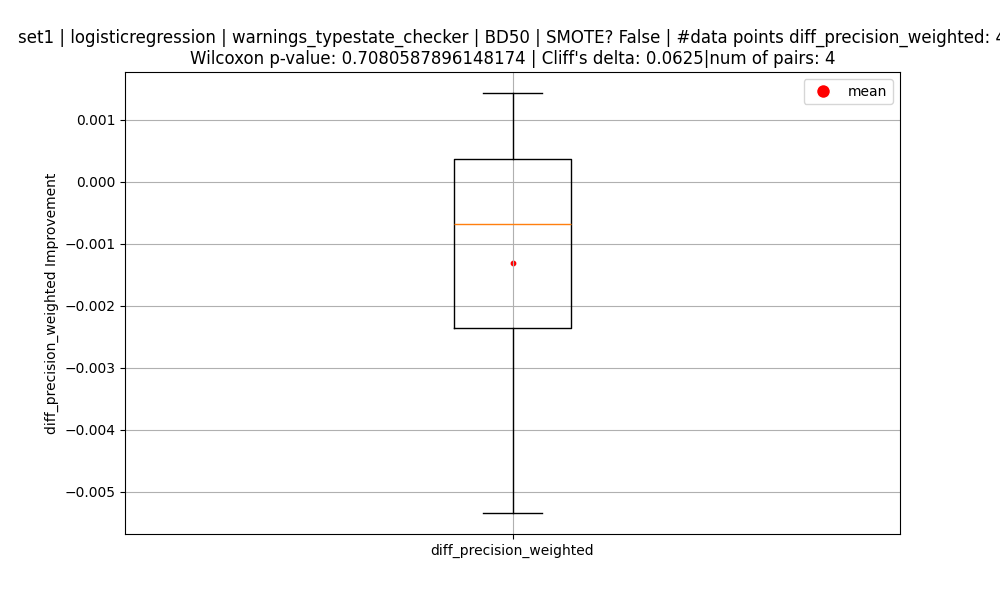 set1 | logisticregression | warnings_typestate_checker | BD50 | SMOTE? False | #data points diff_precision_weighted: 4
Wilcoxon p-value: 0.7080587896148174 | Cliff's delta: 0.0625|num of pairs: 4
mean
0.001
0.000
−0.001
−0.002
−0.003
−0.004
−0.005
diff_precision_weighted Improvement
diff_precision_weighted